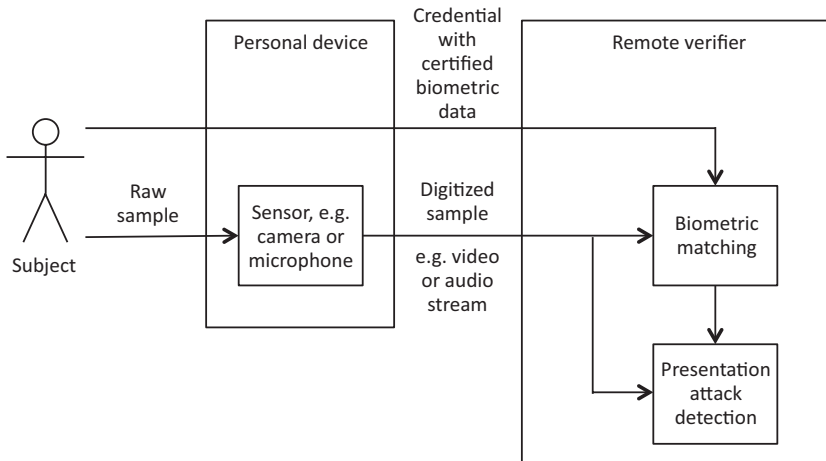 Personal device
Credential
with
certified
biometric
data
Remote verifier
Raw
sample
Subject
Sensor, e.g.
camera or
microphone
Digitized
sample
e.g. video
or audio
stream
Biometric
matching
Presentation
attack
detection